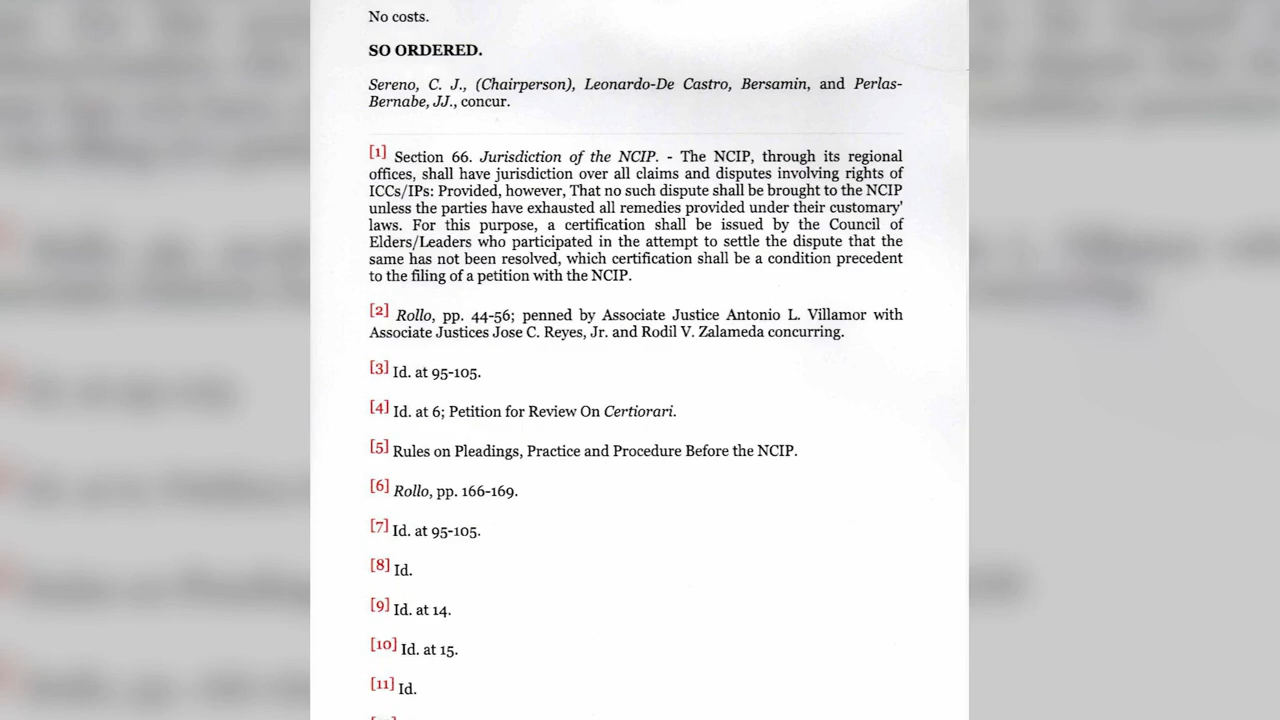 No costs.
SO ORDERED.
Sereno, C. J., (Chairperson), Leonardo-De Castro, Bersamin, and Perlas-
Bernabe, JJ., concur.
[1] Section 66. Jurisdiction of the NCIP. - The NCIP, through its regional
offices, shall have jurisdiction over all claims and disputes involving rights of
ICCs/IPs: Provided, however, That no such dispute shall be brought to the NCIP
unless the parties have exhausted all remedies provided under their customary'
laws. For this purpose, a certification shall be issued by the Council of
Elders/Leaders who participated in the attempt to settle the dispute that the
same has not been resolved, which certification shall be a condition precedent
to the filing of a petition with the NCIP.
[2] Rollo, pp. 44-56; penned by Associate Justice Antonio L. Villamor with
Associate Justices Jose C. Reyes, Jr. and Rodil V. Zalameda concurring.
[3] Id. at 95-105.
[4] Id. at 6; Petition for Review On Certiorari.
[5] Rules on Pleadings, Practice and Procedure Before the NCIP.
[6] Rollo, pp. 166-169.
[7] Id. at 95-105.
[8] Id.
[9] Id. at 14.
[10] Id. at 15.
[11] Id.